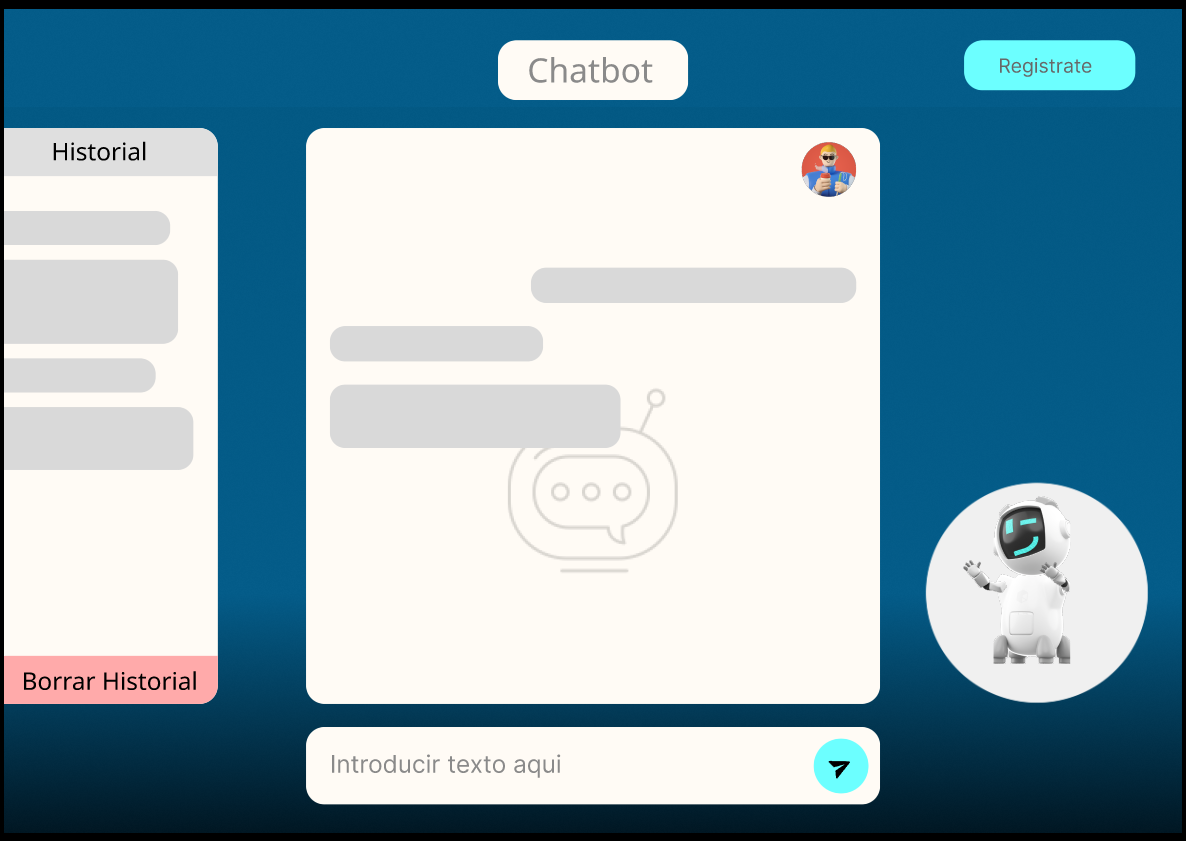 Chatbot
Registrate
Historial
Borrar Historial
Introducir texto aqui